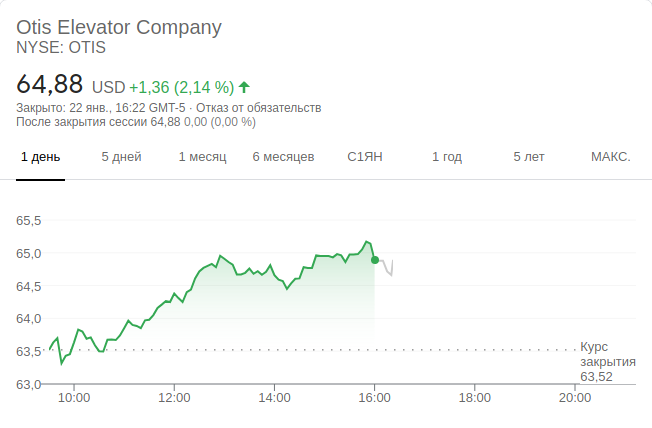 Otis Elevator Company
NYSE: OTIS
64,88 USD +1,36 (2,14 %)
Закрыто: 22 янв., 16:22 GMT-5 · Отказ от обязательств
После закрытия сессии 64,88 0,00 (0,00 %)
1 день 5 дней 1 месяц 6 месяцев С1ЯН 1 год 5 лет МАКС.
65,5
65,0
64,5
64,0
63,5
63,0
Курс
закрытия
63,52
10:00 12:00 14:00 16:00 18:00 20:00